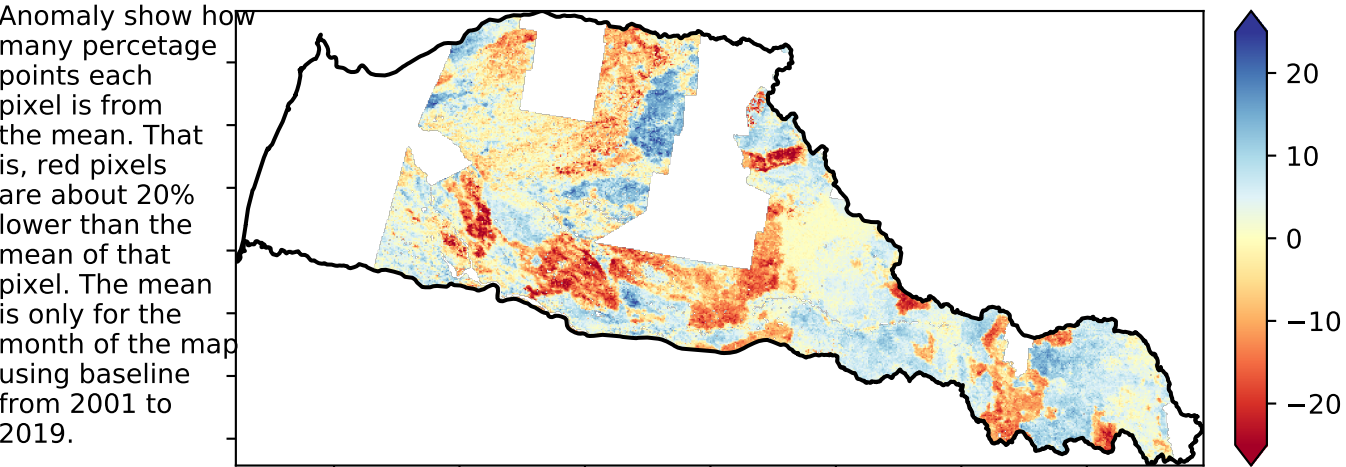 Anomaly show how
many percetage
points each
pixel is from
the mean. That
is, red pixels
are about 20%
lower than the
mean of that
pixel. The mean
is only for the
month of the map
using baseline
from 2001 to
2019.
20
10
0
−10
−20